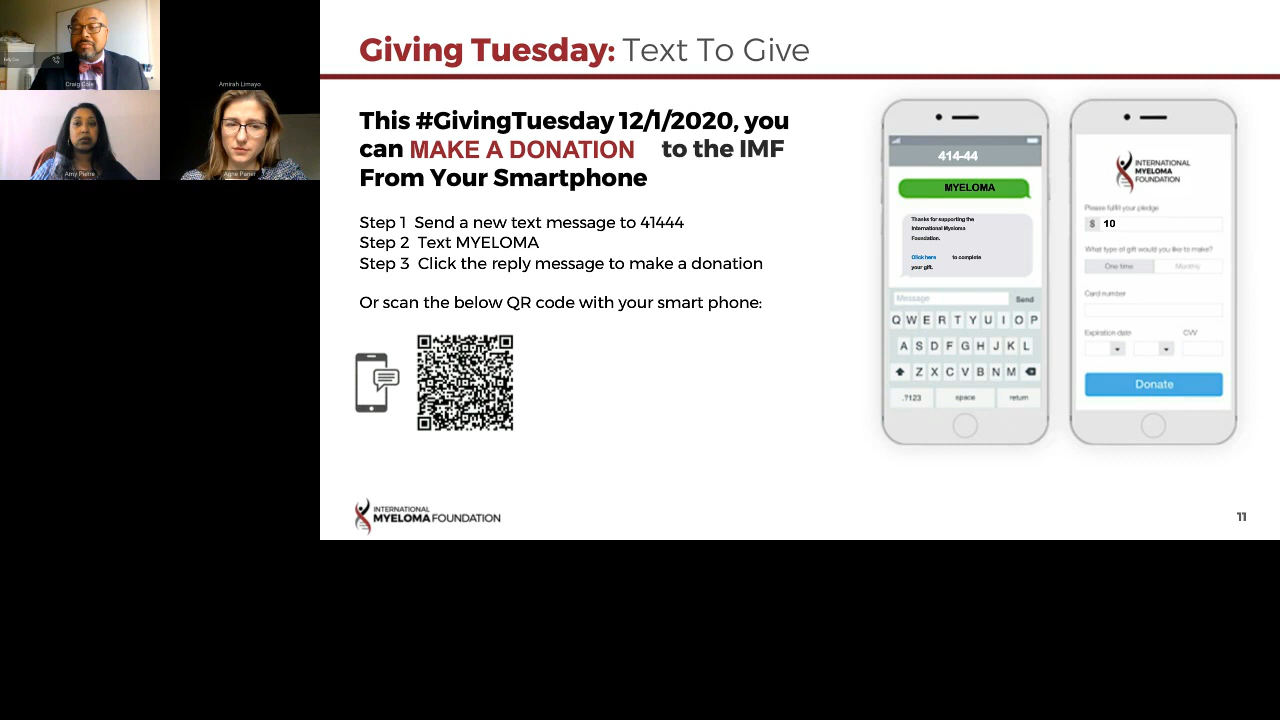 Craig Cole
Amirah Limayo
Amy Pierre
Agne Paner
Giving Tuesday: Text To Give
This #GivingTuesday 12/1/2020, you
can MAKE A DONATION to the IMF
From Your Smartphone
Step 1 Send a new text message to 41444
Step 2 Text MYELOMA
Step 3 Click the reply message to make a donation
Or scan the below QR code with your smart phone:
414-44
MYELOMA
Thanks for supporting the
International Myeloma
Foundation.
Click here to complete
your gift.
Message Send
Q W E R T Y U I O P
A S D F G H J K L
Z X C V B N M
.?123 space return
INTERNATIONAL
MYELOMA
FOUNDATION
Please fulfill your pledge
$ 10
What type of gift would you like to make?
One time Monthly
Card number
Expiration date CVV
Donate
INTERNATIONAL
MYELOMA FOUNDATION
11